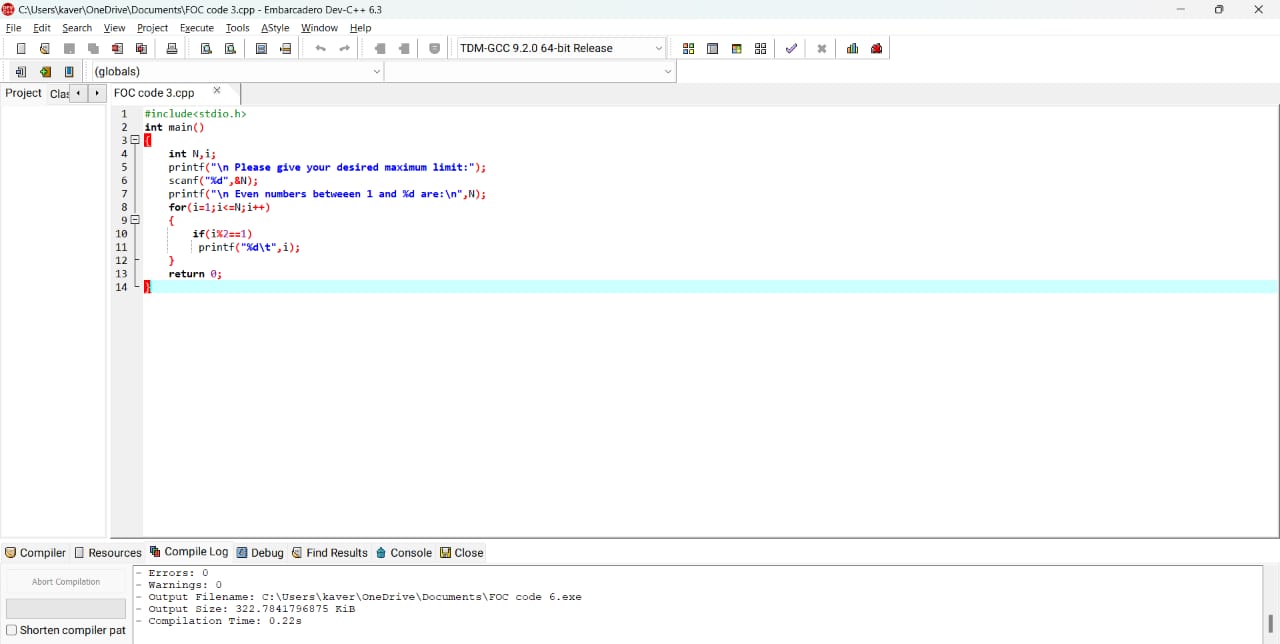 C:\Users\kaver\OneDrive\Documents\FOC code 3.cpp - Embarcadero Dev-C++ 6.3
File Edit Search View Project Execute Tools AStyle Window Help
TDM-GCC 9.2.0 64-bit Release
(globals)
Project Clas FOC code 3.cpp
1 #include<stdio.h>
2 int main()
3 {
4 int N,i;
5 printf("\n Please give your desired maximum limit:");
6 scanf("%d",&N);
7 printf("\n Even numbers betweeen 1 and %d are:\n",N);
8 for(i=1;i<=N;i++)
9 {
10 if(i%2==1)
11 printf("%d\t",i);
12 }
13 return 0;
14 }
Compiler Resources Compile Log Debug Find Results Console Close
Abort Compilation
Shorten compiler pat
- Errors: 0
- Warnings: 0
- Output Filename: C:\Users\kaver\OneDrive\Documents\FOC code 6.exe
- Output Size: 322.7841796875 KiB
- Compilation Time: 0.22s